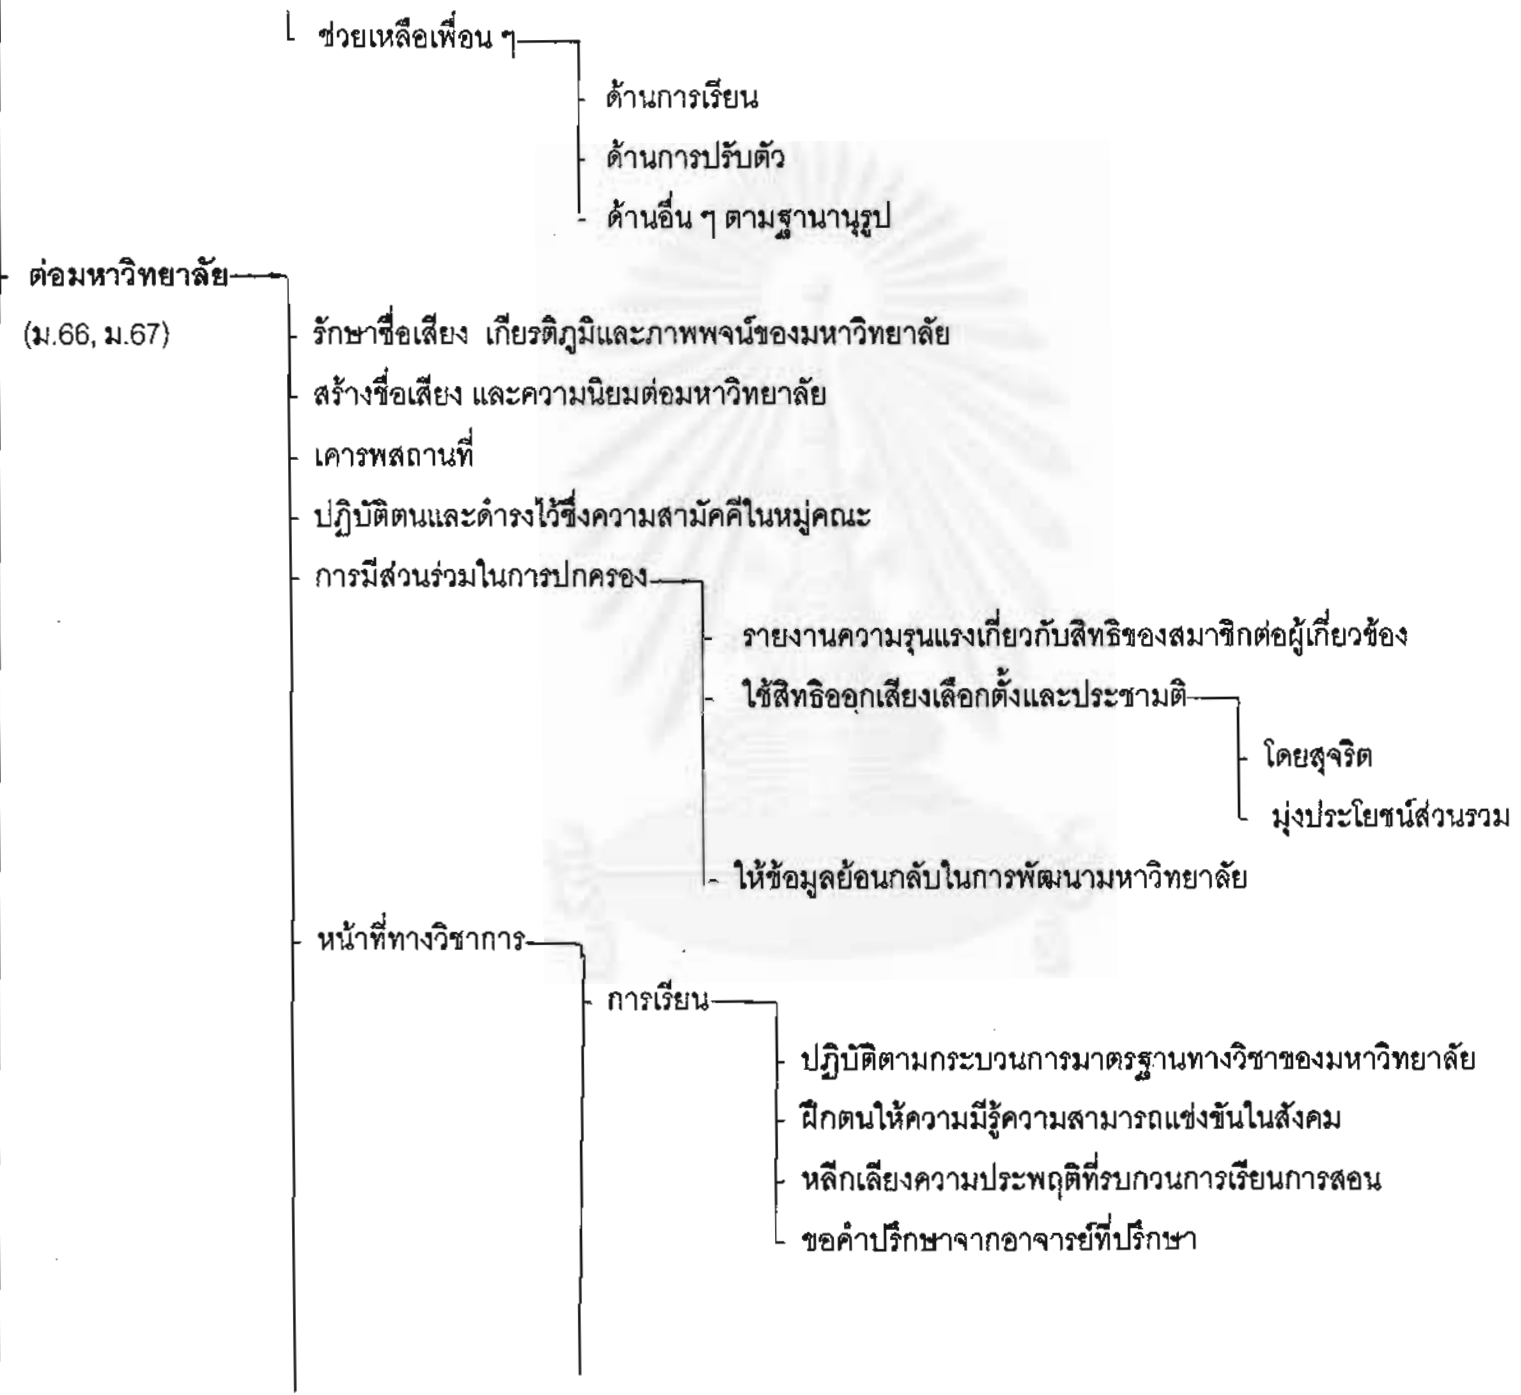 ช่วยเหลือเพื่อน ๆ
ด้านการเรียน
ด้านการปรับตัว
ด้านอื่น ๆ ตามฐานานุรูป
ต่อมหาวิทยาลัย
(ม.66, ม.67)
รักษาชื่อเสียง เกียรติภูมิและภาพพจน์ของมหาวิทยาลัย
สร้างชื่อเสียง และความนิยมต่อมหาวิทยาลัย
เคารพสถานที่
ปฏิบัติตนและดำรงไว้ซึ่งความสามัคคีในหมู่คณะ
การมีส่วนร่วมในการปกครอง
รายงานความรุนแรงเกี่ยวกับสิทธิของสมาชิกต่อผู้เกี่ยวข้อง
ใช้สิทธิออกเสียงเลือกตั้งและประชามติ
โดยสุจริต
มุ่งประโยชน์ส่วนรวม
ให้ข้อมูลย้อนกลับในการพัฒนามหาวิทยาลัย
หน้าที่ทางวิชาการ
การเรียน
ปฏิบัติตามกระบวนการมาตรฐานทางวิชาของมหาวิทยาลัย
ฝึกตนให้ความมีรู้ความสามารถแข่งขันในสังคม
หลีกเลี่ยงความประพฤติที่รบกวนการเรียนการสอน
ขอคำปรึกษาจากอาจารย์ที่ปรึกษา